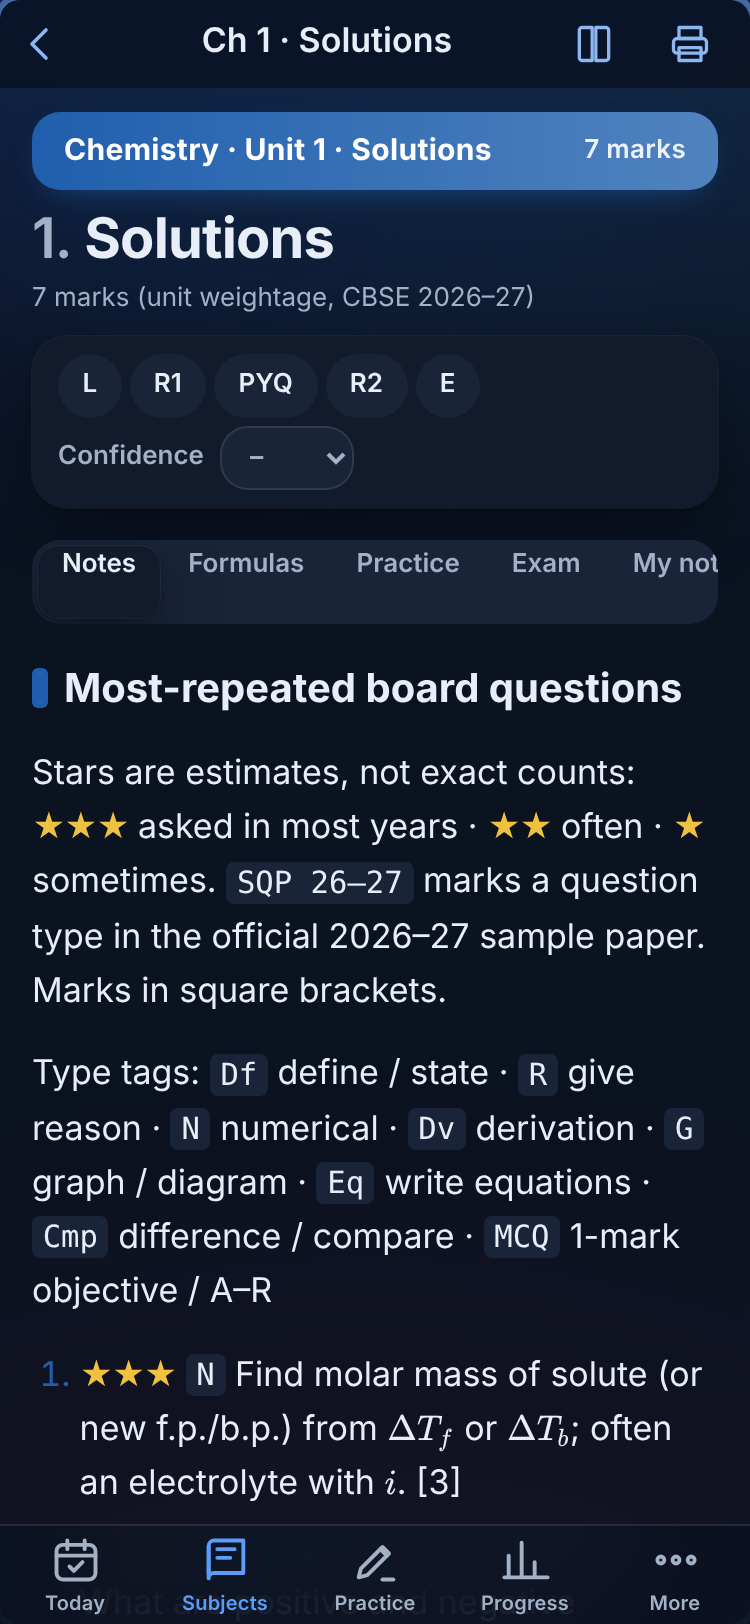 Ch 1 · Solutions
Chemistry · Unit 1 · Solutions 7 marks
1. Solutions
7 marks (unit weightage, CBSE 2026–27)
L R1 PYQ R2 E
Confidence –
Notes Formulas Practice Exam My not
Most-repeated board questions
Stars are estimates, not exact counts:
★★★ asked in most years · ★★ often · ★
sometimes. SQP 26–27 marks a question
type in the official 2026–27 sample paper.
Marks in square brackets.
Type tags: Df define / state · R give
reason · N numerical · Dv derivation · G
graph / diagram · Eq write equations ·
Cmp difference / compare · MCQ 1-mark
objective / A–R
1. ★★★ N Find molar mass of solute (or
new f.p./b.p.) from ΔT_f or ΔT_b; often
an electrolyte with i. [3]
What a positive and negative
Today Subjects Practice Progress More